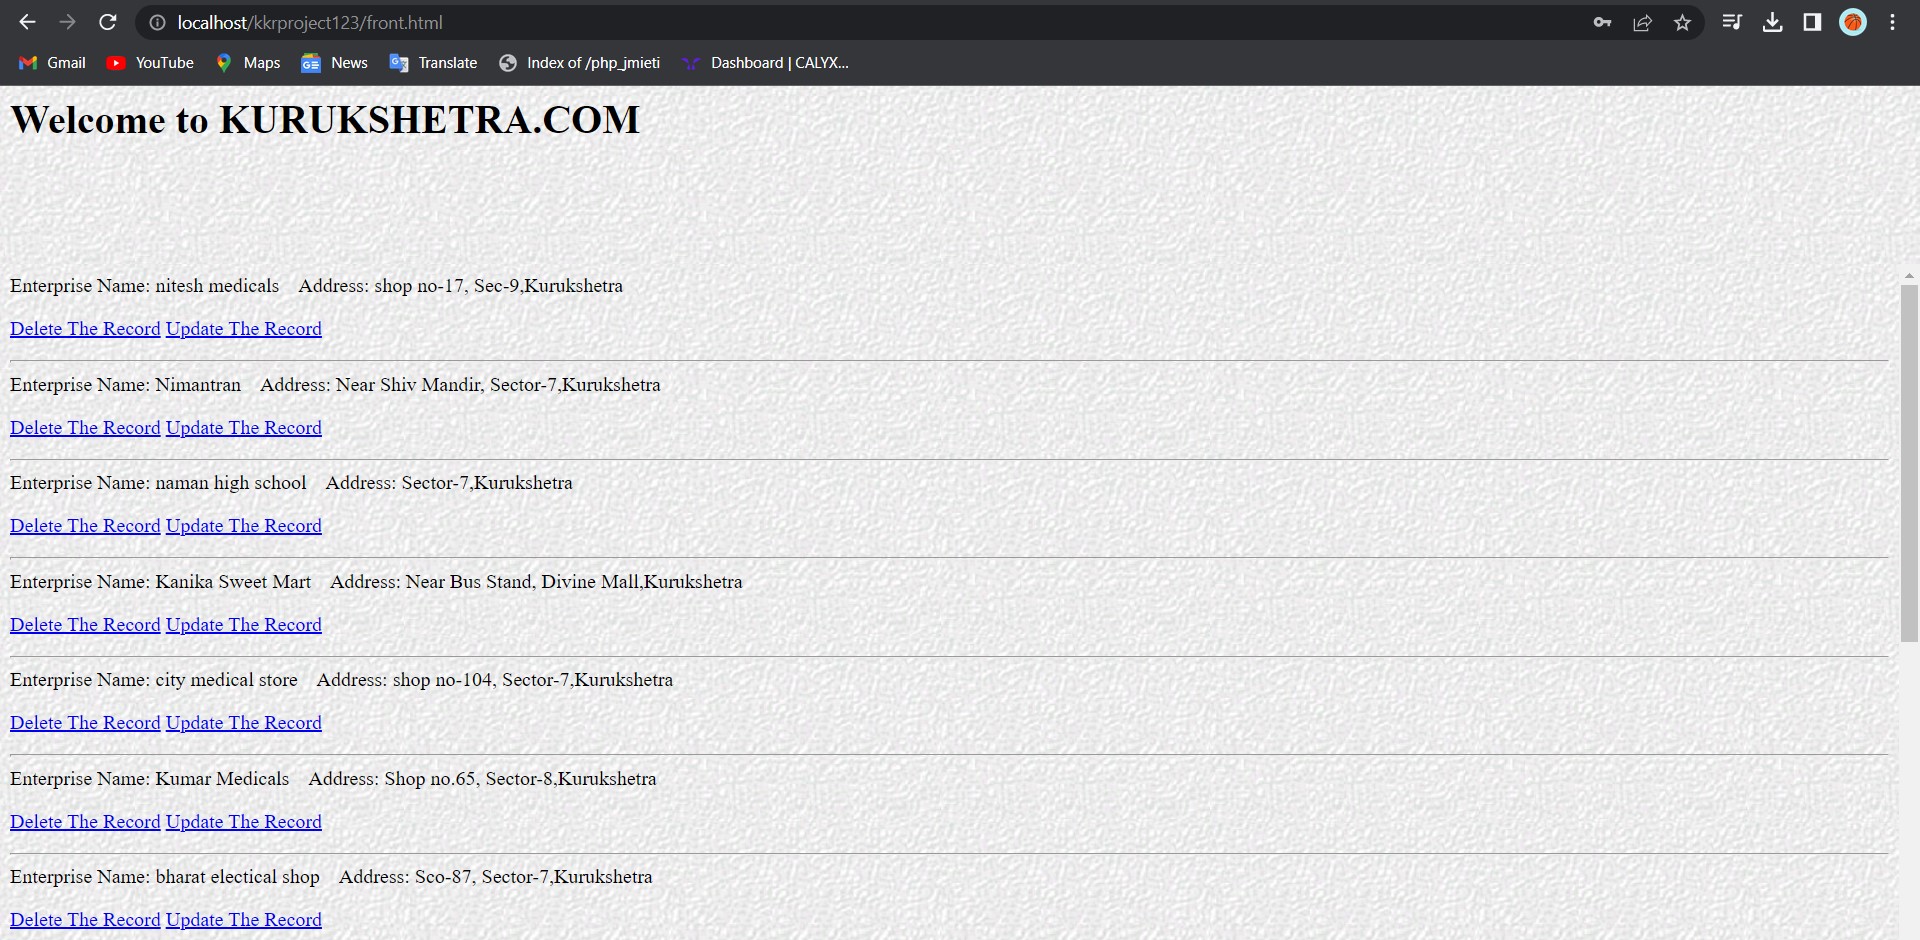 localhost/kkrproject123/front.html
Gmail YouTube Maps News Translate Index of /php_jmieti Dashboard | CALYX...
Welcome to KURUKSHETRA.COM
Enterprise Name: nitesh medicals Address: shop no-17, Sec-9,Kurukshetra
Delete The Record Update The Record
Enterprise Name: Nimantran Address: Near Shiv Mandir, Sector-7,Kurukshetra
Delete The Record Update The Record
Enterprise Name: naman high school Address: Sector-7,Kurukshetra
Delete The Record Update The Record
Enterprise Name: Kanika Sweet Mart Address: Near Bus Stand, Divine Mall,Kurukshetra
Delete The Record Update The Record
Enterprise Name: city medical store Address: shop no-104, Sector-7,Kurukshetra
Delete The Record Update The Record
Enterprise Name: Kumar Medicals Address: Shop no.65, Sector-8,Kurukshetra
Delete The Record Update The Record
Enterprise Name: bharat electical shop Address: Sco-87, Sector-7,Kurukshetra
Delete The Record Update The Record